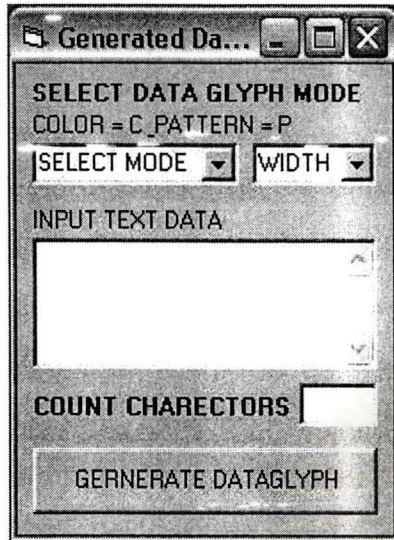 Generated Da...
SELECT DATA GLYPH MODE
COLOR = C_PATTERN = P
SELECT MODE WIDTH
INPUT TEXT DATA
COUNT CHARECTORS
GERNERATE DATAGLYPH